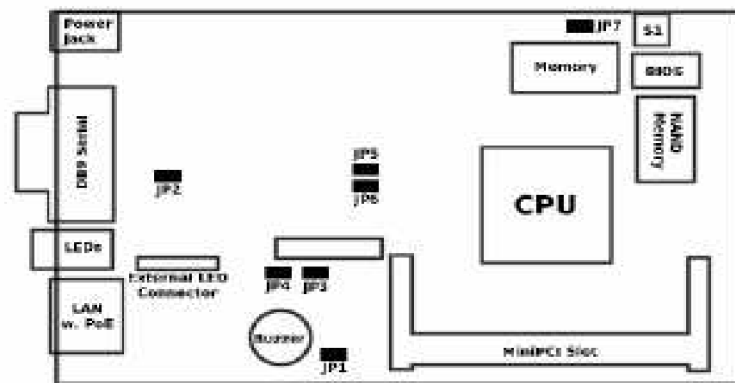 Power
Jack
JP7
S1
Memory
BIOS
NAND
Memory
DB9 Serial
JP5
JP2
JP6
CPU
LEDs
External LED
Connector
JP4
JP3
LAN
w. PoE
Buzzer
MiniPCI Slot
JP1